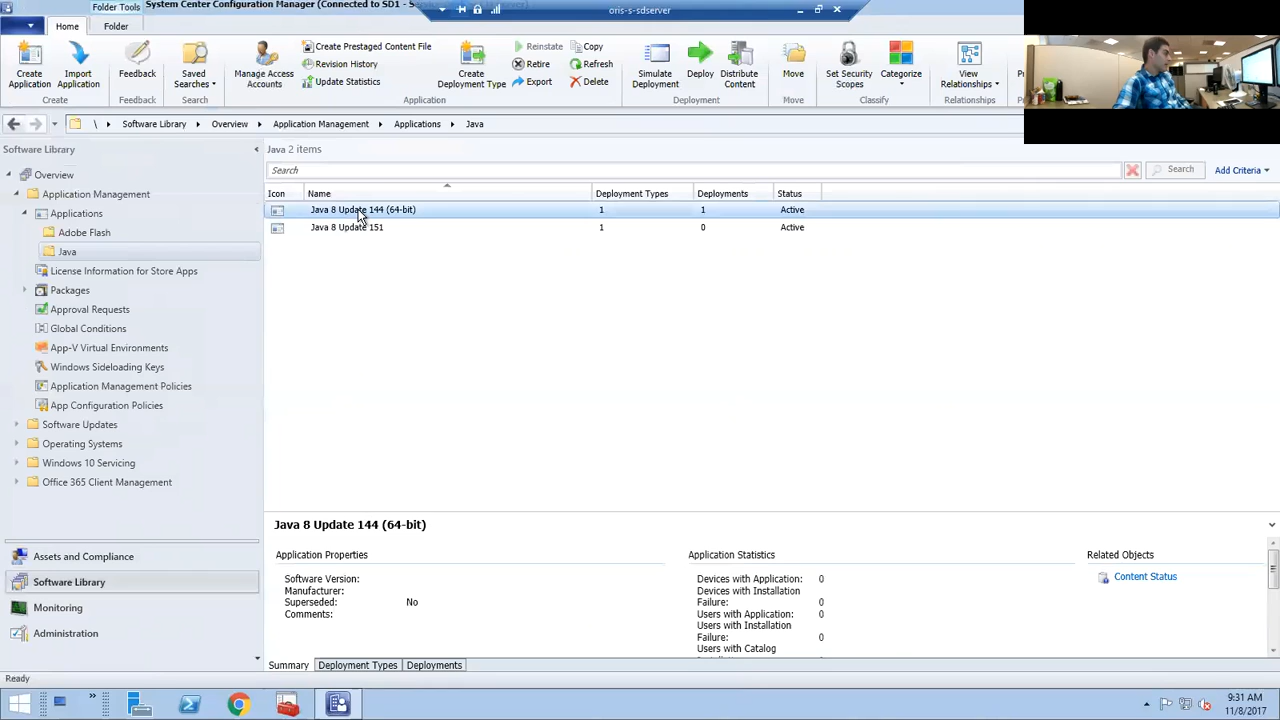 Folder Tools
System Center Configuration Manager (Connected to SD1 - S
oris-s-sdserver
Home
Folder
Create Application
Import Application
Create
Feedback
Feedback
Saved Searches
Search
Manage Access Accounts
Create Prestaged Content File
Revision History
Update Statistics
Create Deployment Type
Reinstate
Retire
Export
Copy
Refresh
Delete
Application
Simulate Deployment
Deploy
Distribute Content
Deployment
Move
Move
Set Security Scopes
Categorize
Classify
View Relationships
Relationships
\ Software Library Overview Application Management Applications Java
Software Library
Overview
Application Management
Applications
Adobe Flash
Java
License Information for Store Apps
Packages
Approval Requests
Global Conditions
App-V Virtual Environments
Windows Sideloading Keys
Application Management Policies
App Configuration Policies
Software Updates
Operating Systems
Windows 10 Servicing
Office 365 Client Management
Assets and Compliance
Software Library
Monitoring
Administration
Java 2 items
Search
Search
Add Criteria
Icon Name Deployment Types Deployments Status
Java 8 Update 144 (64-bit) 1 1 Active
Java 8 Update 151 1 0 Active
Java 8 Update 144 (64-bit)
Application Properties
Software Version:
Manufacturer:
Superseded: No
Comments:
Application Statistics
Devices with Application: 0
Devices with Installation
Failure: 0
Users with Application: 0
Users with Installation
Failure: 0
Users with Catalog
Related Objects
Content Status
Summary Deployment Types Deployments
Ready
9:31 AM
11/8/2017